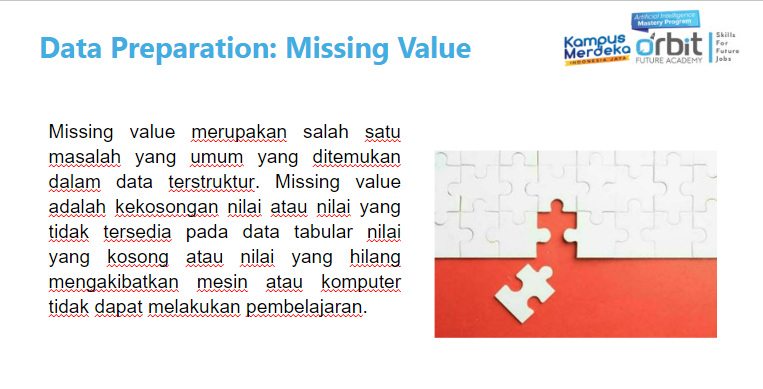 Data Preparation: Missing Value
Artificial Intelligence
Mastery Program
Kampus
Merdeka
INDONESIA JAYA
Orbit
FUTURE ACADEMY
Skills
For
Future
Jobs
Missing value merupakan salah satu
masalah yang umum yang ditemukan
dalam data terstruktur. Missing value
adalah kekosongan nilai atau nilai yang
tidak tersedia pada data tabular nilai
yang kosong atau nilai yang hilang
mengakibatkan mesin atau komputer
tidak dapat melakukan pembelajaran.